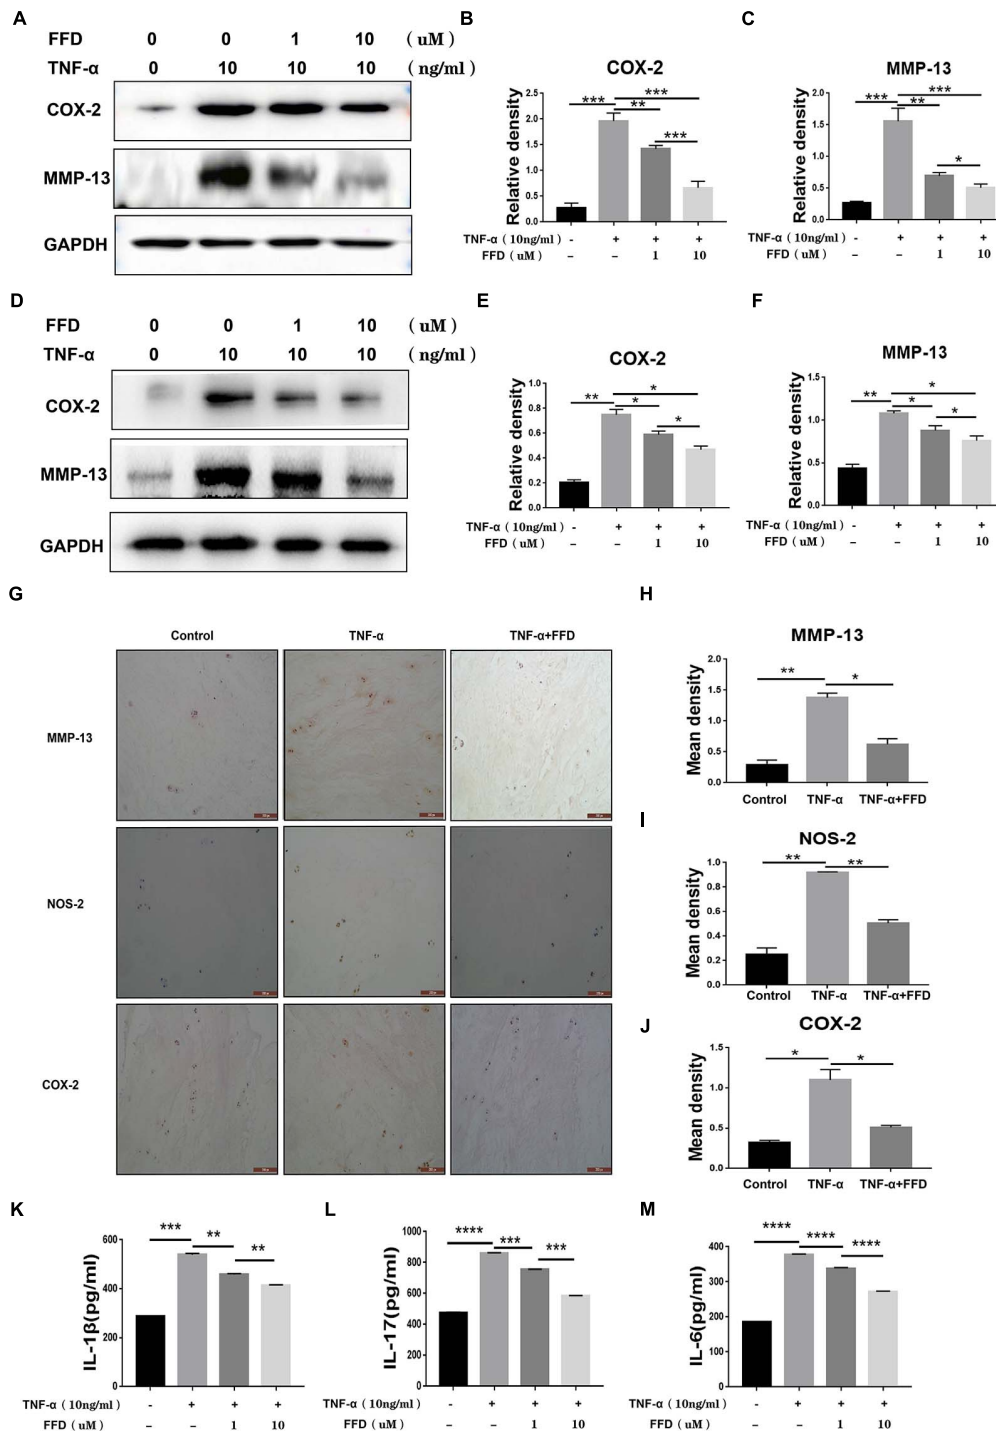 A
FFD 0 0 1 10 ( uM )
TNF-α 0 10 10 10 ( ng/ml )
COX-2
MMP-13
GAPDH
B
COX-2
Relative density
2.5
2.0
1.5
1.0
0.5
0.0
*** *** ** ***
TNF-α ( 10ng/ml ) - + + +
FFD ( uM ) – – 1 10
C
MMP-13
Relative density
2.0
1.5
1.0
0.5
0.0
*** *** ** *
TNF-α ( 10ng/ml ) - + + +
FFD ( uM ) – – 1 10
D
FFD 0 0 1 10 ( uM )
TNF-α 0 10 10 10 ( ng/ml )
COX-2
MMP-13
GAPDH
E
COX-2
Relative density
1.0
0.8
0.6
0.4
0.2
0.0
** * * *
TNF-α ( 10ng/ml ) - + + +
FFD ( uM ) – – 1 10
F
MMP-13
Relative density
1.5
1.0
0.5
0.0
** * * *
TNF-α ( 10ng/ml ) - + + +
FFD ( uM ) – – 1 10
G
Control TNF-α TNF-α+FFD
MMP-13
NOS-2
COX-2
H
MMP-13
Mean density
2.0
1.5
1.0
0.5
0.0
** *
Control TNF-α TNF-α+FFD
I
NOS-2
Mean density
1.0
0.8
0.6
0.4
0.2
0.0
** **
Control TNF-α TNF-α+FFD
J
COX-2
Mean density
1.5
1.0
0.5
0.0
* *
Control TNF-α TNF-α+FFD
K
IL-1β(pg/ml)
600
400
200
0
*** ** **
TNF-α ( 10ng/ml ) - + + +
FFD ( uM ) – – 1 10
L
IL-17(pg/ml)
1000
800
600
400
200
0
**** *** ***
TNF-α ( 10ng/ml ) - + + +
FFD ( uM ) – – 1 10
M
IL-6(pg/ml)
400
300
200
100
0
**** **** ****
TNF-α ( 10ng/ml ) - + + +
FFD ( uM ) – – 1 10